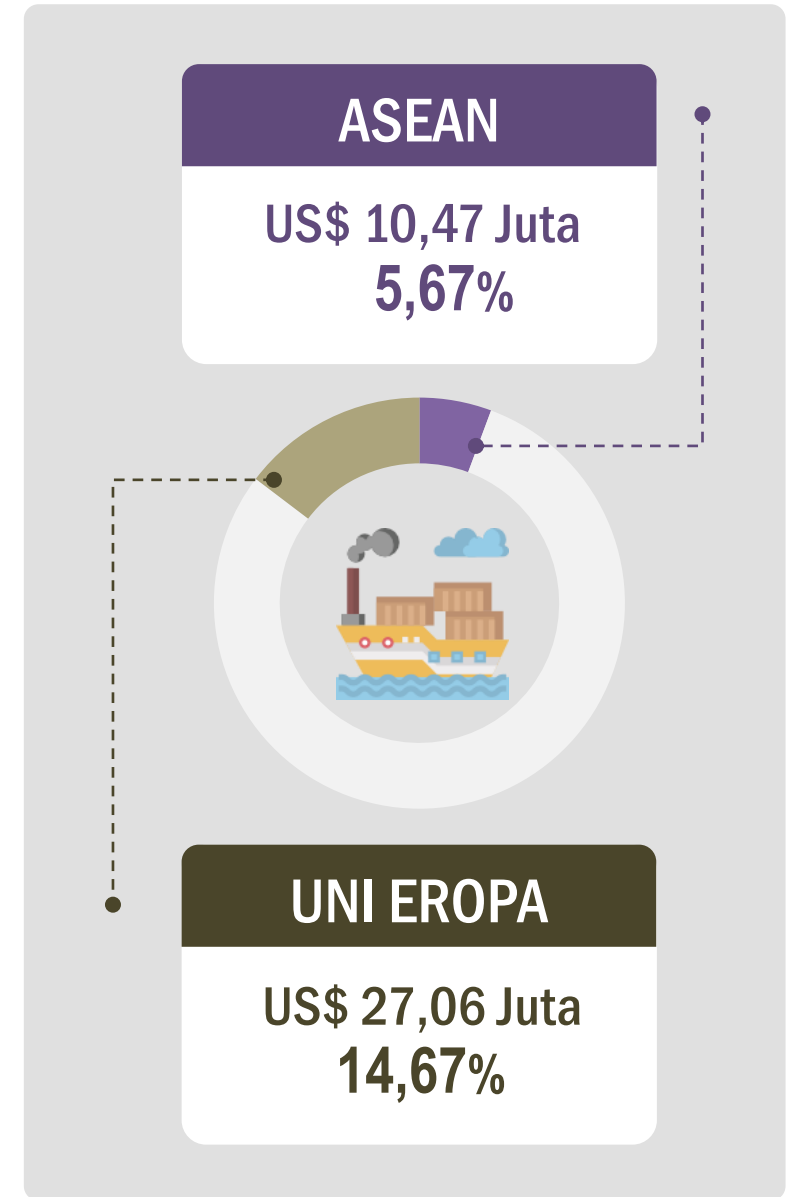 ASEAN
US$ 10,47 Juta
5,67%
UNI EROPA
US$ 27,06 Juta
14,67%